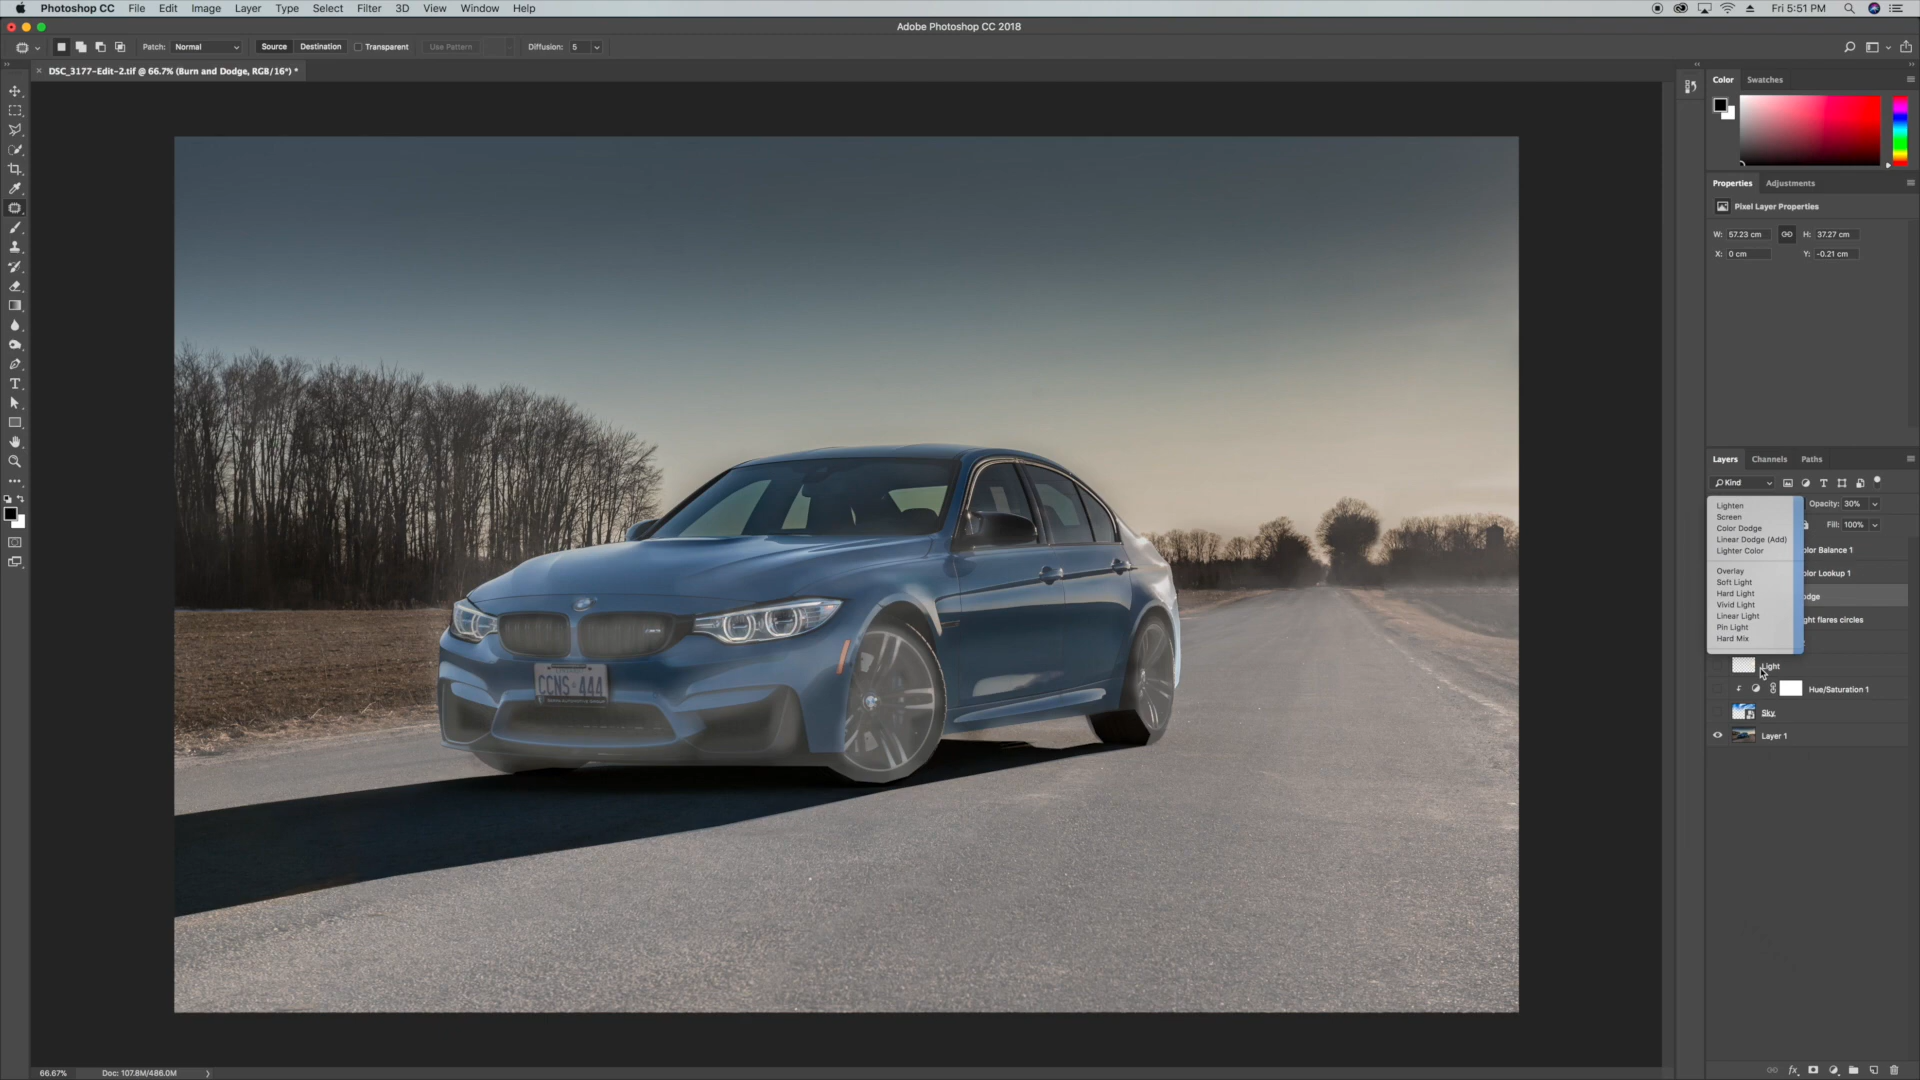 Photoshop CC File Edit Image Layer Type Select Filter 3D View Window Help Fri 5:51 PM
Adobe Photoshop CC 2018
Patch: Normal Source Destination Transparent Use Pattern Diffusion: 5
DSC_3177-Edit-2.tif @ 66.7% (Burn and Dodge, RGB/16*) *
Color Swatches
Properties Adjustments
Pixel Layer Properties
W: 57.23 cm H: 37.27 cm
X: 0 cm Y: -0.21 cm
Layers Channels Paths
Kind
Opacity: 30%
Fill: 100%
Lighten
Screen
Color Dodge
Linear Dodge (Add)
Lighter Color
Overlay
Soft Light
Hard Light
Vivid Light
Linear Light
Pin Light
Hard Mix
olor Balance 1
olor Lookup 1
odge
ght flares circles
Light
Hue/Saturation 1
Sky.
Layer 1
CCNS 444
66.67% Doc: 107.8M/486.0M